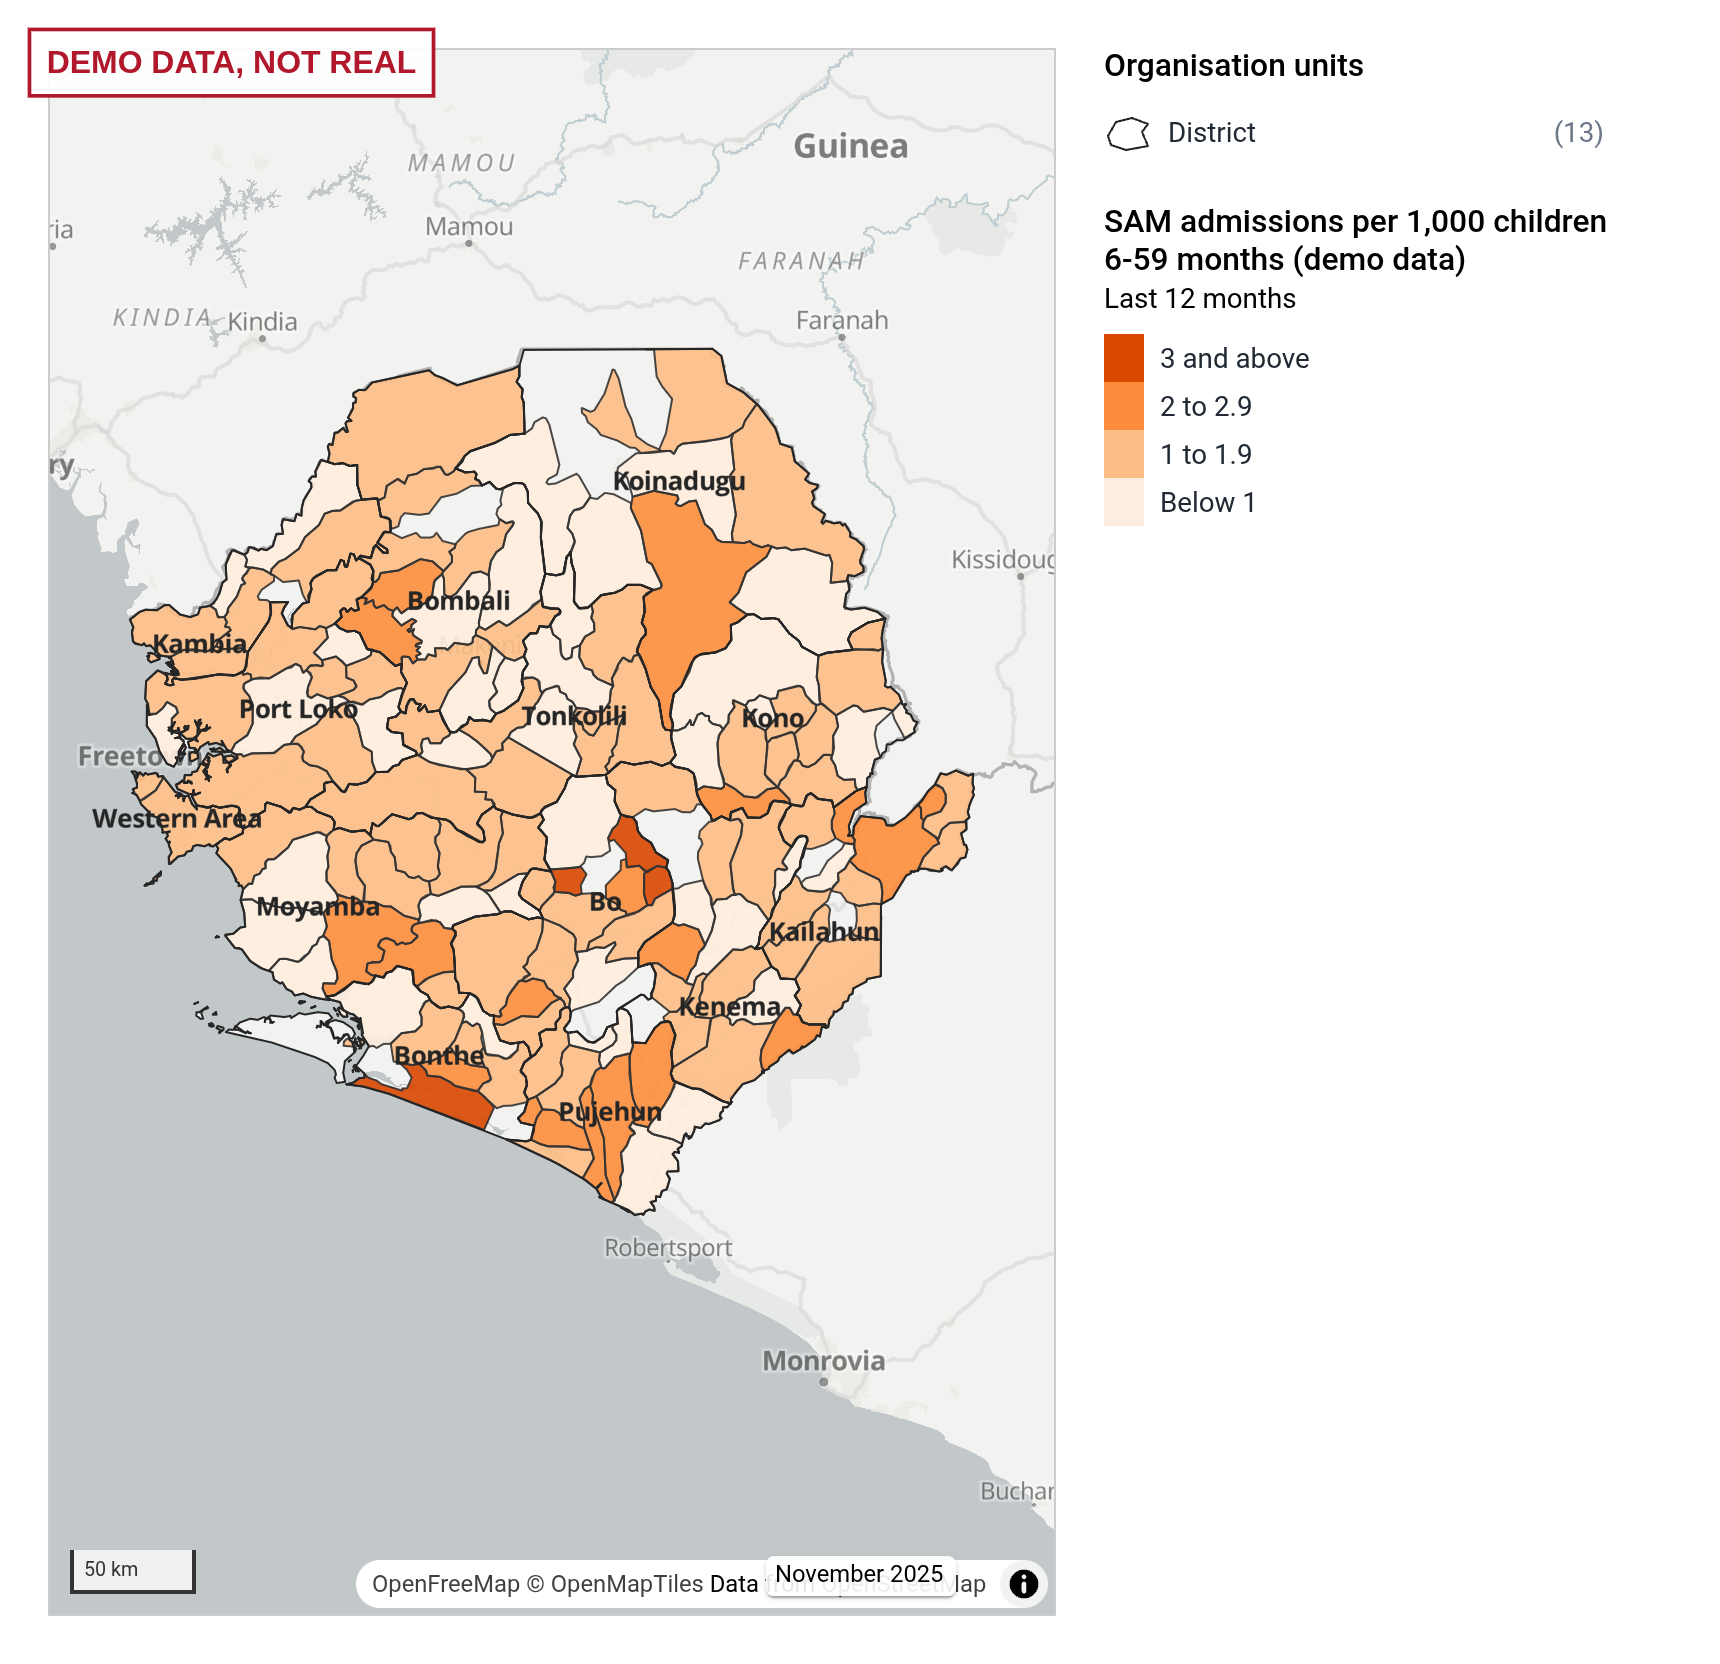 DEMO DATA, NOT REAL
Guinea
MAMOU
Mamou
FARANAH
KINDIA
Kindia
Faranah
Koinadugu
Kissidoug
Bombali
Kambia
Port Loko
Tonkolili
Kono
Western Area
Moyamba
Bo
Kailahun
Kenema
Bonthe
Pujehun
Robertsport
Monrovia
Buchar
50 km
OpenFreeMap © OpenMapTiles Data from OpenStreetMap
November 2025
Organisation units
District (13)
SAM admissions per 1,000 children
6-59 months (demo data)
Last 12 months
3 and above
2 to 2.9
1 to 1.9
Below 1